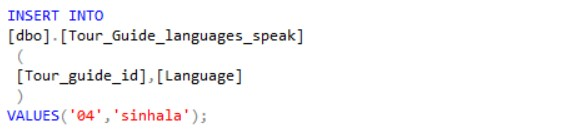 INSERT INTO
[dbo].[Tour_Guide_languages_speak]
(
[Tour_guide_id],[Language]
)
VALUES('04','sinhala');